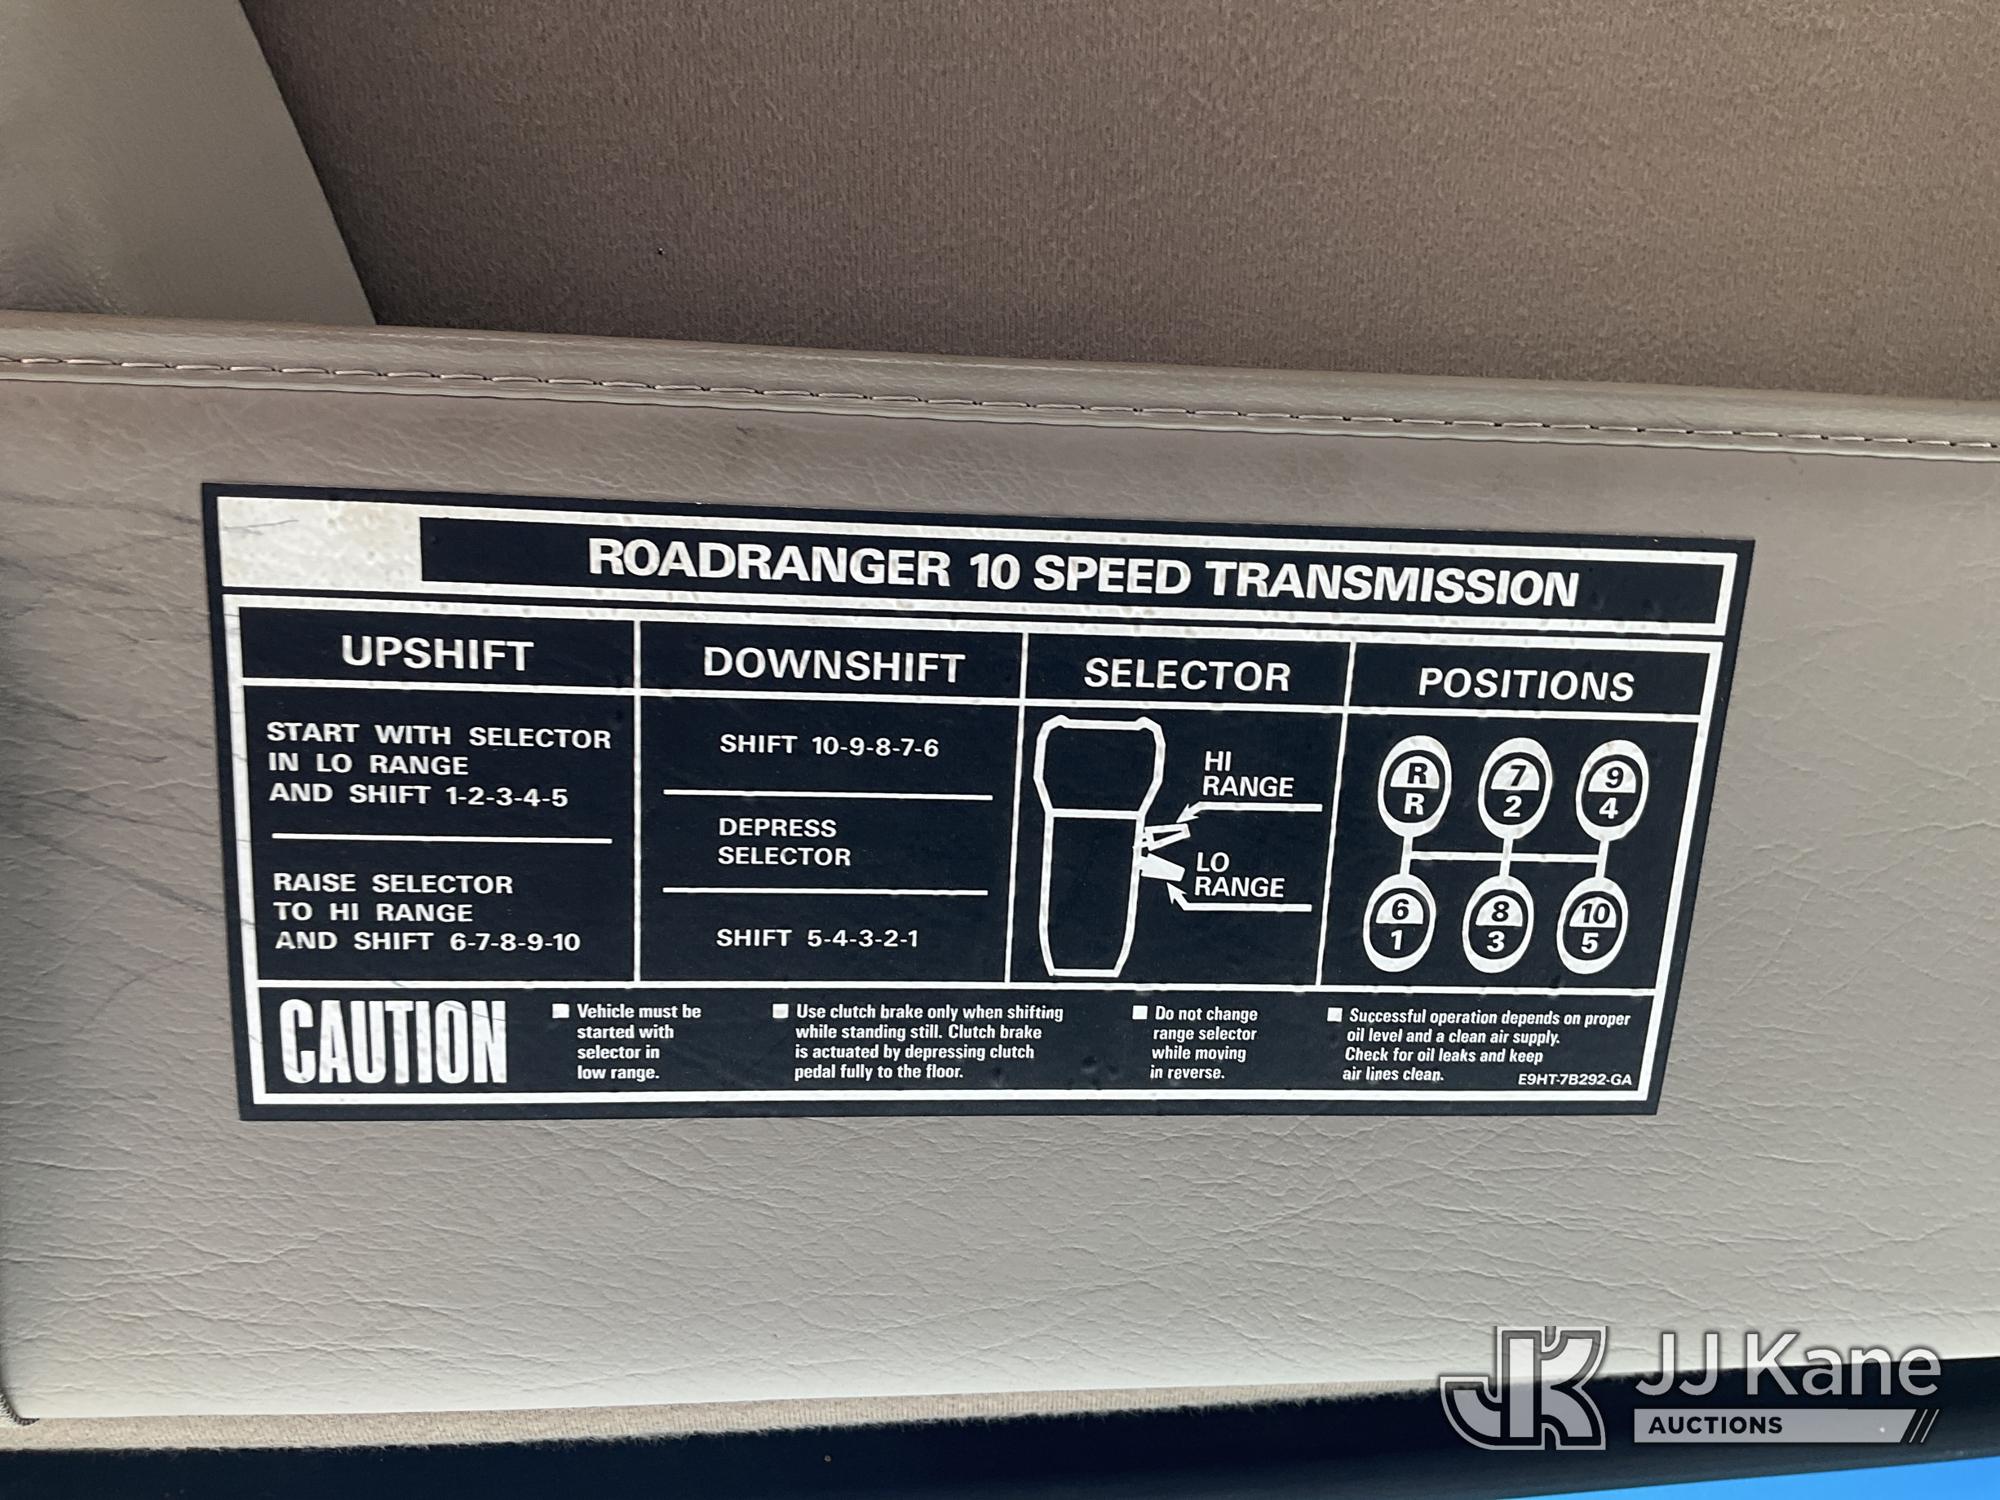 ROADRANGER 10 SPEED TRANSMISSION
UPSHIFT
START WITH SELECTOR
IN LO RANGE
AND SHIFT 1-2-3-4-5
RAISE SELECTOR
TO HI RANGE
AND SHIFT 6-7-8-9-10
DOWNSHIFT
SHIFT 10-9-8-7-6
DEPRESS
SELECTOR
SHIFT 5-4-3-2-1
SELECTOR
HI
RANGE
LO
RANGE
POSITIONS
R 7 9
R 2 4
6 8 10
1 3 5
CAUTION
Vehicle must be
started with
selector in
low range.
Use clutch brake only when shifting
while standing still. Clutch brake
is actuated by depressing clutch
pedal fully to the floor.
Do not change
range selector
while moving
in reverse.
Successful operation depends on proper
oil level and a clean air supply.
Check for oil leaks and keep
air lines clean.
E9HT-7B292-GA
JK JJ Kane
AUCTIONS